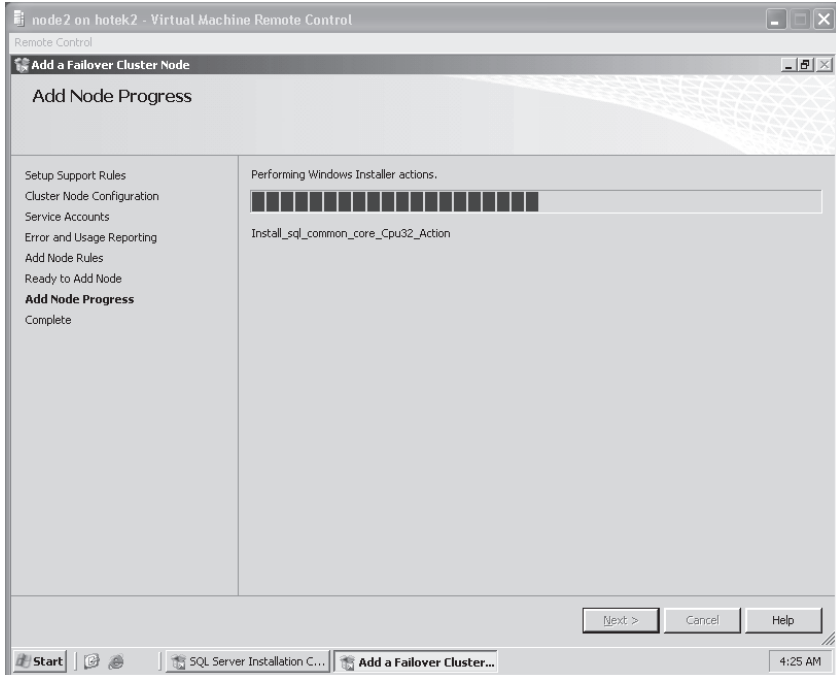 node2 on hotek2 - Virtual Machine Remote Control
Remote Control
Add a Failover Cluster Node
Add Node Progress
Setup Support Rules
Cluster Node Configuration
Service Accounts
Error and Usage Reporting
Add Node Rules
Ready to Add Node
Add Node Progress
Complete
Performing Windows Installer actions.
Install_sql_common_core_Cpu32_Action
Next >
Cancel
Help
Start
SQL Server Installation C...
Add a Failover Cluster...
4:25 AM